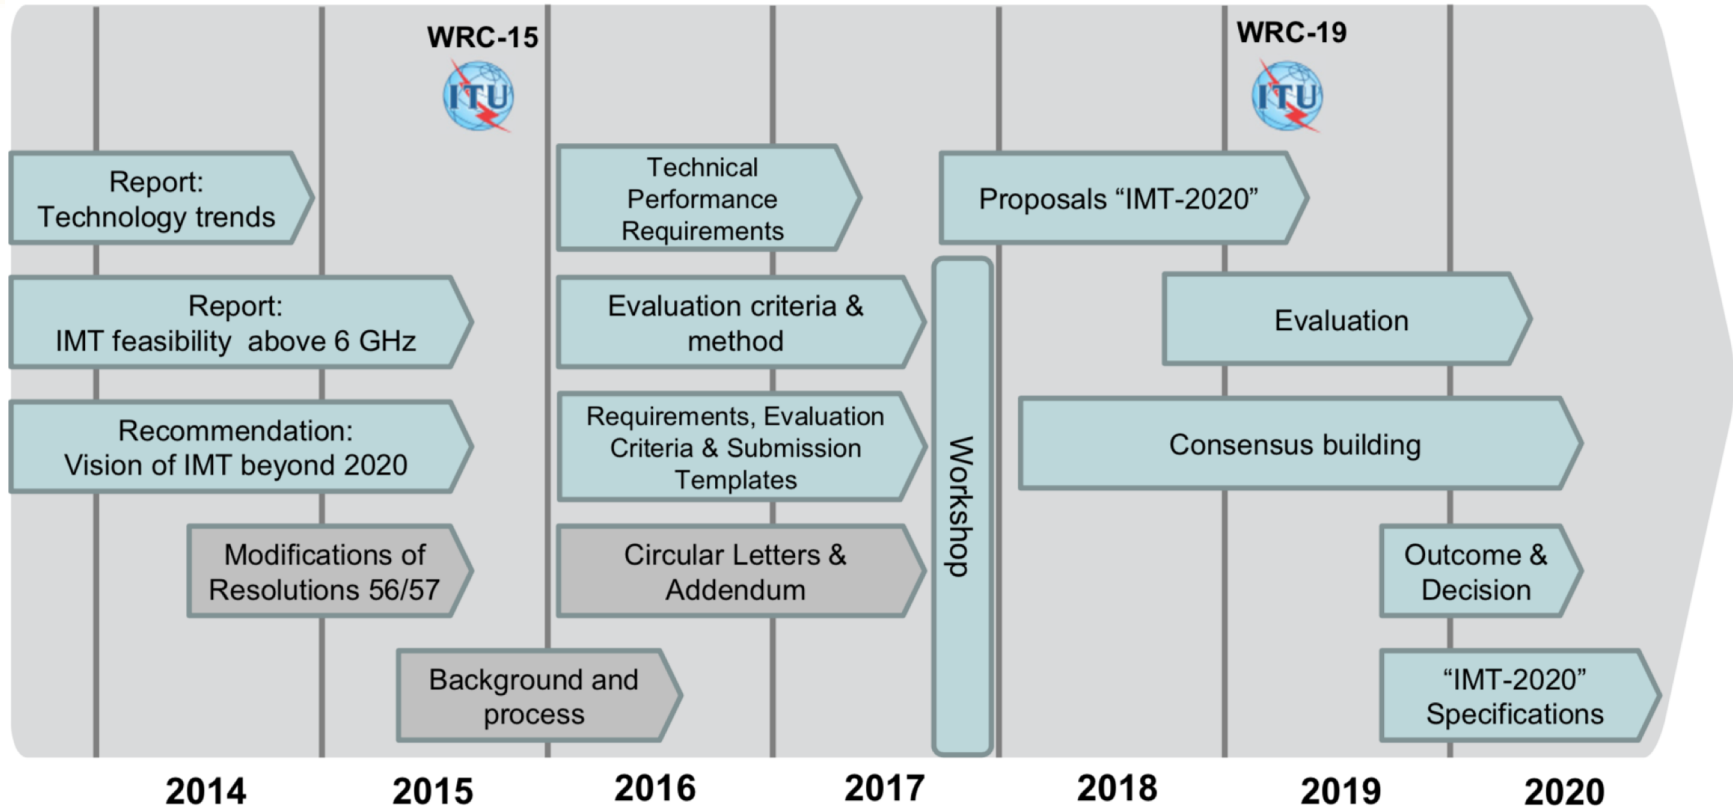 WRC-15
ITU
WRC-19
ITU
Report:
Technology trends
Technical
Performance
Requirements
Proposals “IMT-2020”
Report:
IMT feasibility above 6 GHz
Evaluation criteria &
method
Evaluation
Recommendation:
Vision of IMT beyond 2020
Requirements, Evaluation
Criteria & Submission
Templates
Workshop
Consensus building
Modifications of
Resolutions 56/57
Circular Letters &
Addendum
Outcome &
Decision
Background and
process
“IMT-2020”
Specifications
2014
2015
2016
2017
2018
2019
2020